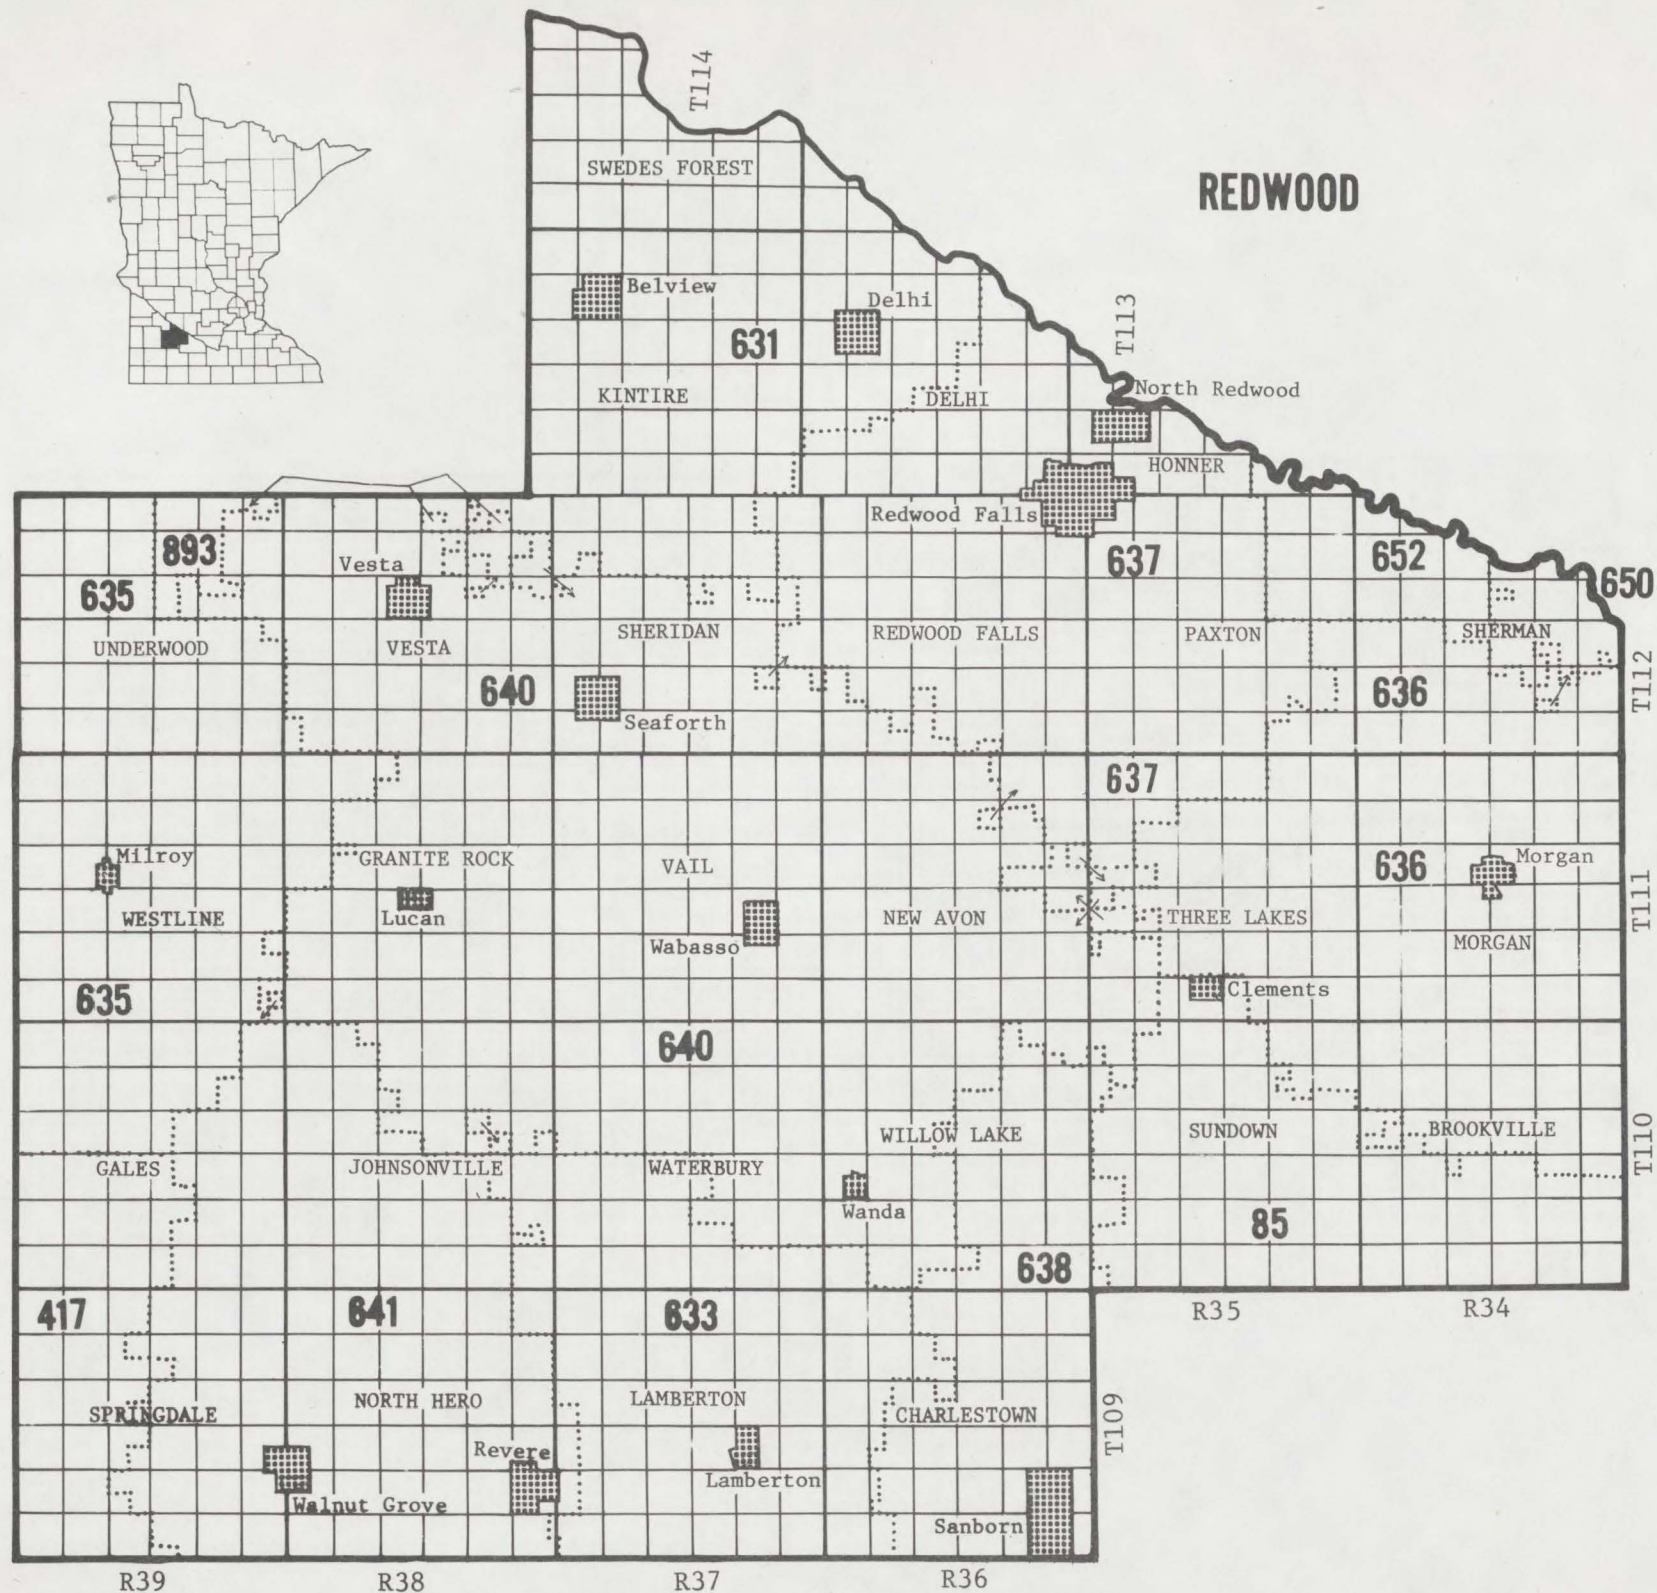 T114
REDWOOD
SWEDES FOREST
Belview
Delhi
631
T113
KINTIRE
DELHI
North Redwood
HONNER
Redwood Falls
893
Vesta
637
652
635
650
UNDERWOOD
VESTA
SHERIDAN
REDWOOD FALLS
PAXTON
SHERMAN
640
Seaforth
636
T112
637
Milroy
GRANITE ROCK
VAIL
636
Morgan
WESTLINE
Lucan
Wabasso
NEW AVON
THREE LAKES
MORGAN
T111
635
Clements
640
GALES
JOHNSONVILLE
WATERBURY
WILLOW LAKE
SUNDOWN
BROOKVILLE
T110
Wanda
85
638
417
641
633
R35
R34
SPRINGDALE
NORTH HERO
LAMBERTON
CHARLESTOWN
T109
Revere
Lamberton
Walnut Grove
Sanborn
R39
R38
R37
R36